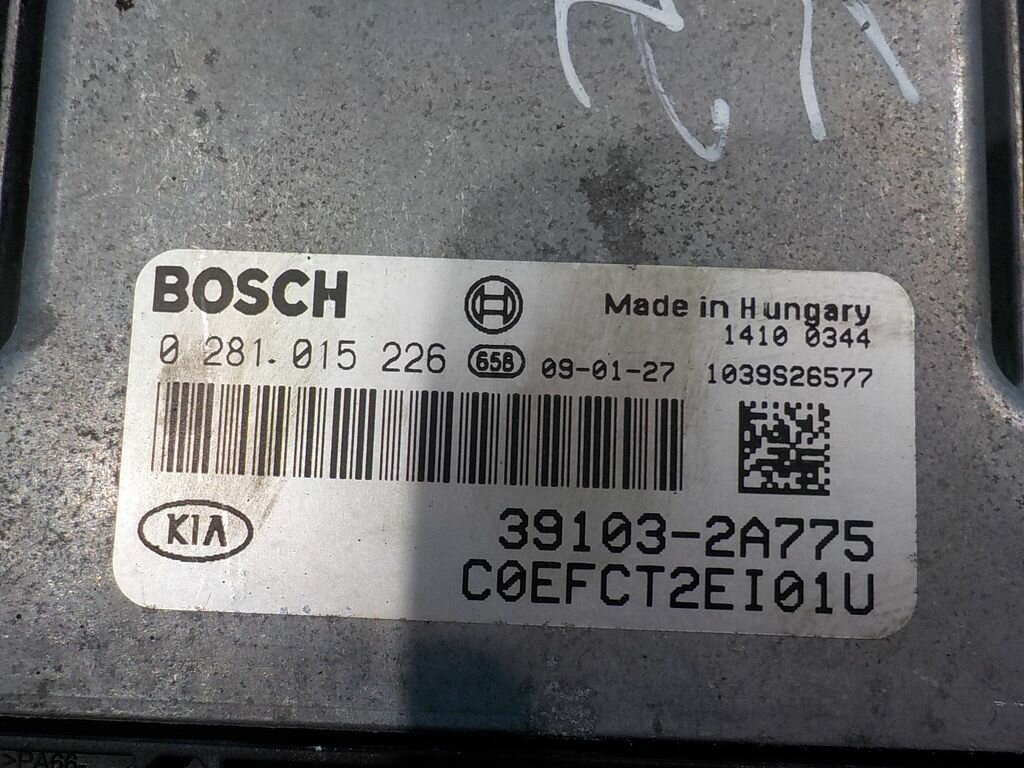 BOSCH
Made in Hungary
1410 0344
0 281 015 226 658 09-01-27 1039S26577
KIA
39103-2A775
C0EFCT2EI01U
>PA66-